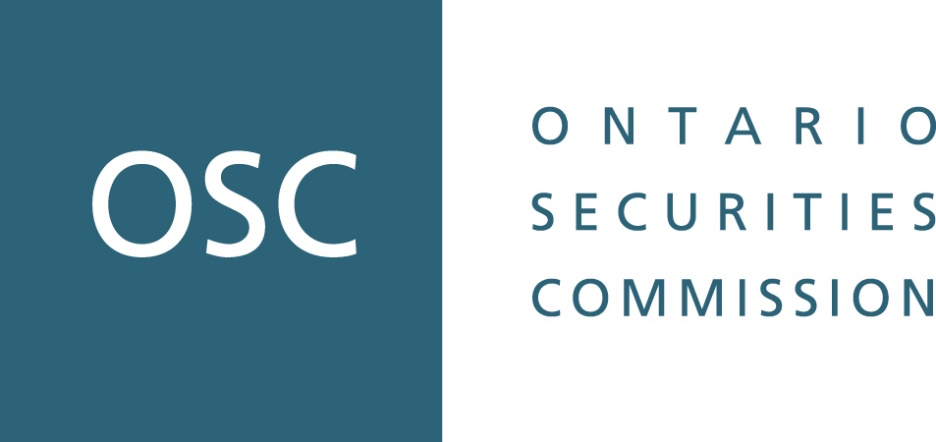 OSC
ONTARIO
SECURITIES
COMMISSION